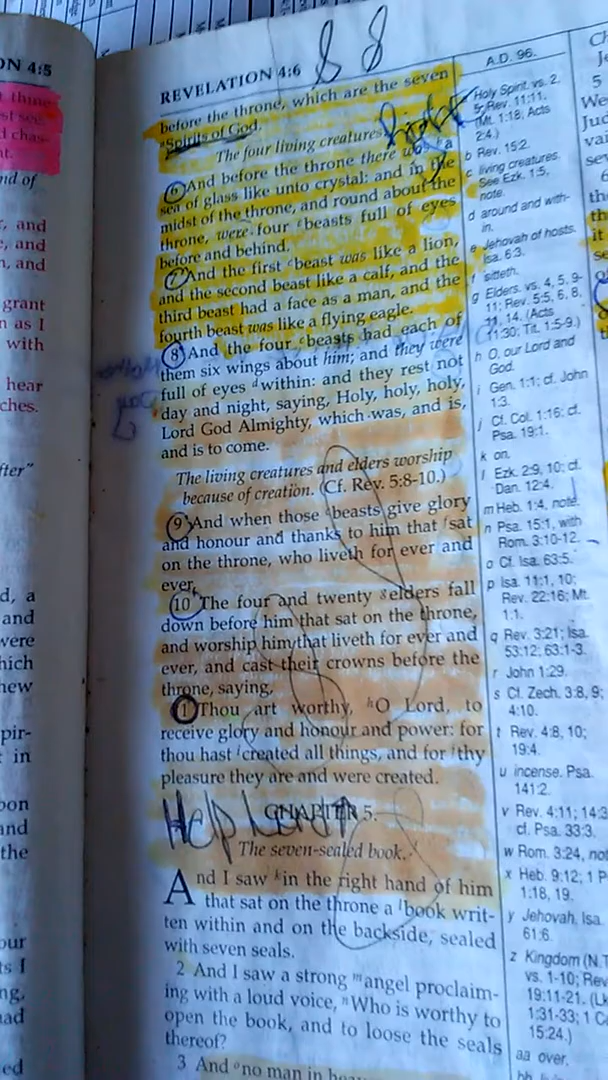 ON 4:5
t thine
st see.
d chas-
nt.
nd of
, and
e, and
n, and
grant
n as I
with
hear
ches.
fter"
d, a
and
were
hich
new
pir-
t in
oon
and
the
our
ts I
ng,
had
ed
REVELATION 4:6
8 8
before the throne, which are the seven
Spirits of God.
Right
The four living creatures
6 And before the throne there was a
sea of glass like unto crystal: and in the
midst of the throne, and round about the
throne, were four beasts full of eyes
before and behind.
7 And the first beast was like a lion,
and the second beast like a calf, and the
third beast had a face as a man, and the
fourth beast was like a flying eagle.
8 And the four beasts had each of
them six wings about him; and they were
full of eyes within: and they rest not
day and night, saying, Holy, holy, holy,
Lord God Almighty, which was, and is,
and is to come.
The living creatures and elders worship
because of creation. (Cf. Rev. 5:8-10.)
9 And when those beasts give glory
and honour and thanks to him that sat
on the throne, who liveth for ever and
ever,
10 The four and twenty elders fall
down before him that sat on the throne,
and worship him that liveth for ever and
ever, and cast their crowns before the
throne, saying,
11 Thou art worthy, O Lord, to
receive glory and honour and power: for
thou hast created all things, and for thy
pleasure they are and were created.
Help Lord
CHAPTER 5.
The seven-sealed book.
And I saw in the right hand of him
that sat on the throne a book writ-
ten within and on the backside, sealed
with seven seals.
2 And I saw a strong angel proclaim-
ing with a loud voice, Who is worthy to
open the book, and to loose the seals
thereof?
3 And no man in
A.D. 96.
Holy Spirit. vs. 2,
5; Rev. 11:11.
(Mt. 1:18; Acts
2:4.)
b Rev. 15:2.
c living creatures.
See Ezk. 1:5,
note.
d around and with-
in.
e Jehovah of hosts.
Isa. 6:3.
f sitteth.
g Elders. vs. 4, 5, 9-
11; Rev. 5:5, 6, 8,
11, 14. (Acts
11:30; Tit. 1:5-9.)
h O, our Lord and
God.
i Gen. 1:1; cf. John
1:3.
j Cf. Col. 1:16; cf.
Psa. 19:1.
k on.
l Ezk. 2:9, 10; cf.
Dan. 12:4.
m Heb. 1:4, note.
n Psa. 15:1, with
Rom. 3:10-12.
o Cf. Isa. 63:5.
p Isa. 11:1, 10;
Rev. 22:16; Mt.
1:1.
q Rev. 3:21; Isa.
53:12; 63:1-3.
r John 1:29.
s Cf. Zech. 3:8, 9;
4:10.
t Rev. 4:8, 10;
19:4.
u incense. Psa.
141:2.
v Rev. 4:11; 14:3
cf. Psa. 33:3.
w Rom. 3:24, not
x Heb. 9:12; 1 P
1:18, 19.
y Jehovah. Isa.
61:6.
z Kingdom (N.T
vs. 1-10; Rev
19:11-21. (Lk
1:31-33; 1 C
15:24.)
aa over.